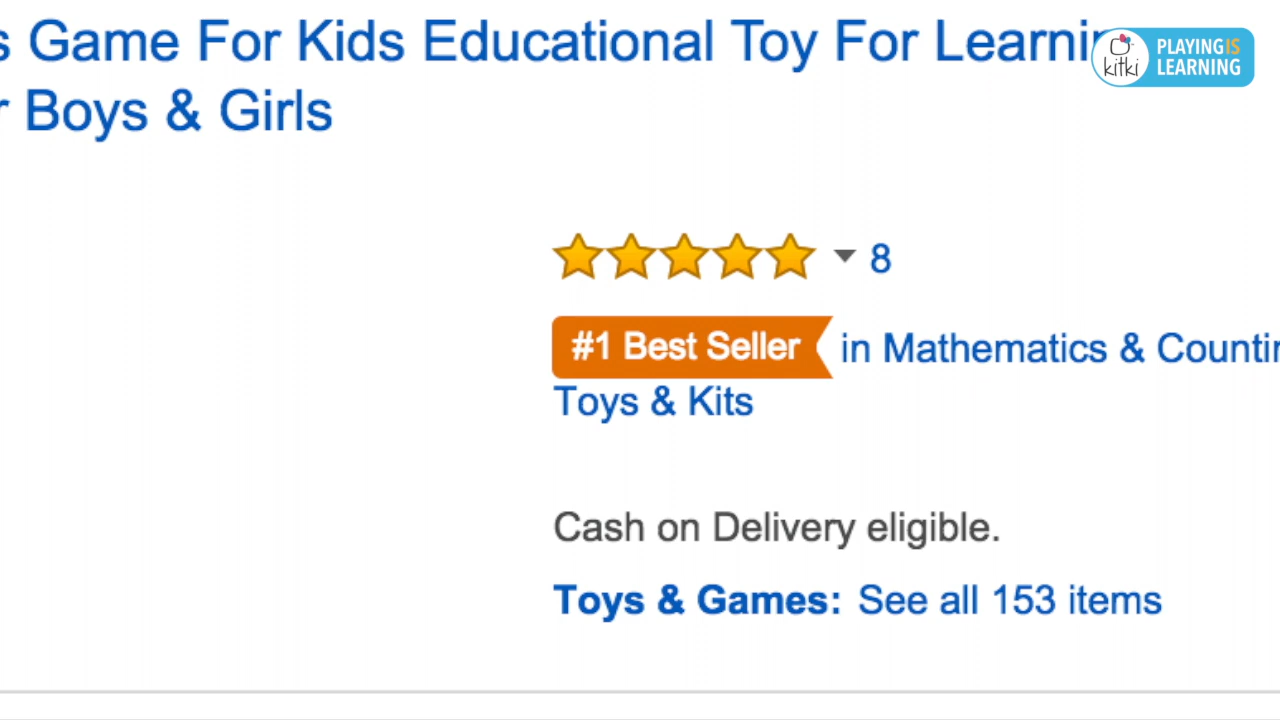 s Game For Kids Educational Toy For Learnin
r Boys & Girls
kitki
PLAYING IS
LEARNING
8
#1 Best Seller in Mathematics & Countin
Toys & Kits
Cash on Delivery eligible.
Toys & Games: See all 153 items